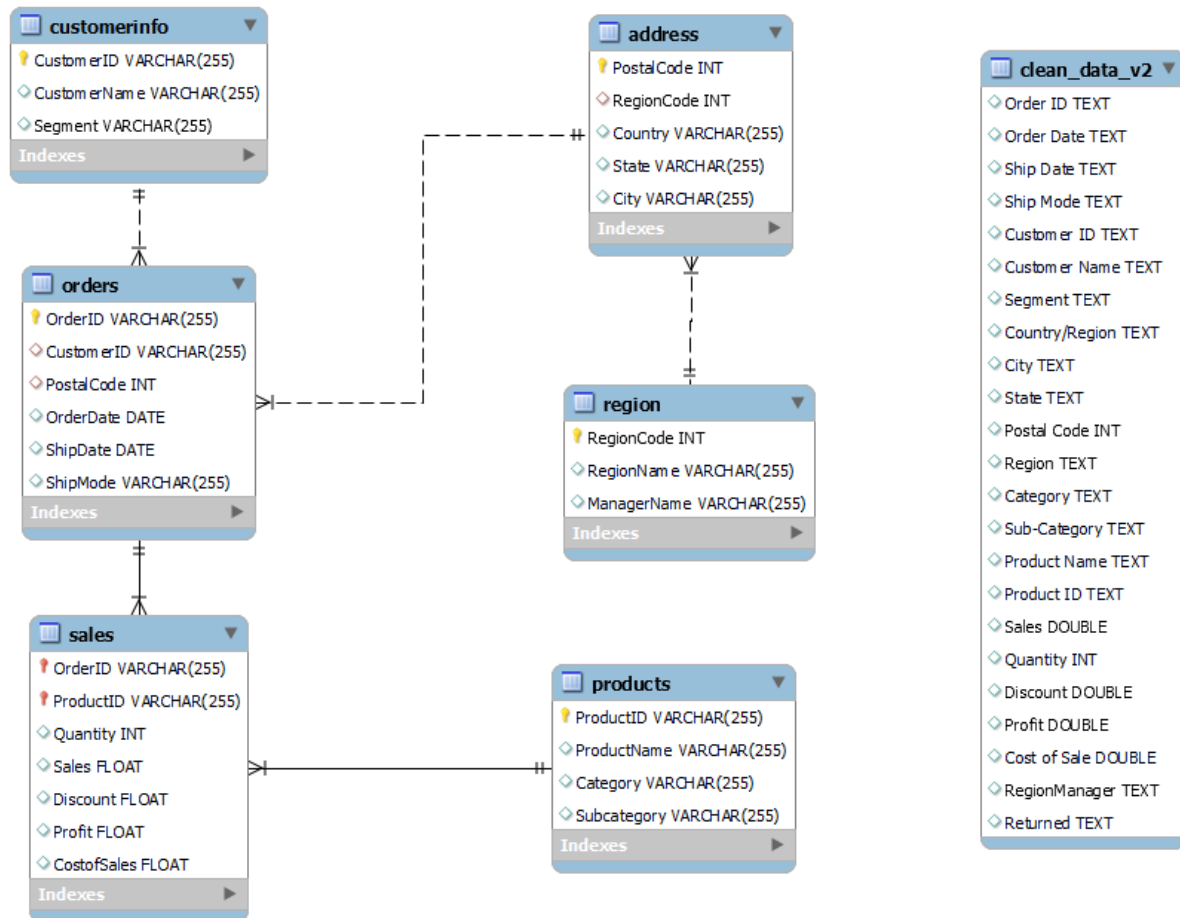 customerinfo
CustomerID VARCHAR(255)
CustomerName VARCHAR(255)
Segment VARCHAR(255)
Indexes
orders
OrderID VARCHAR(255)
CustomerID VARCHAR(255)
PostalCode INT
OrderDate DATE
ShipDate DATE
ShipMode VARCHAR(255)
Indexes
sales
OrderID VARCHAR(255)
ProductID VARCHAR(255)
Quantity INT
Sales FLOAT
Discount FLOAT
Profit FLOAT
CostofSales FLOAT
Indexes
address
PostalCode INT
RegionCode INT
Country VARCHAR(255)
State VARCHAR(255)
City VARCHAR(255)
Indexes
region
RegionCode INT
RegionName VARCHAR(255)
ManagerName VARCHAR(255)
Indexes
products
ProductID VARCHAR(255)
ProductName VARCHAR(255)
Category VARCHAR(255)
Subcategory VARCHAR(255)
Indexes
clean_data_v2
Order ID TEXT
Order Date TEXT
Ship Date TEXT
Ship Mode TEXT
Customer ID TEXT
Customer Name TEXT
Segment TEXT
Country/Region TEXT
City TEXT
State TEXT
Postal Code INT
Region TEXT
Category TEXT
Sub-Category TEXT
Product Name TEXT
Product ID TEXT
Sales DOUBLE
Quantity INT
Discount DOUBLE
Profit DOUBLE
Cost of Sale DOUBLE
RegionManager TEXT
Returned TEXT